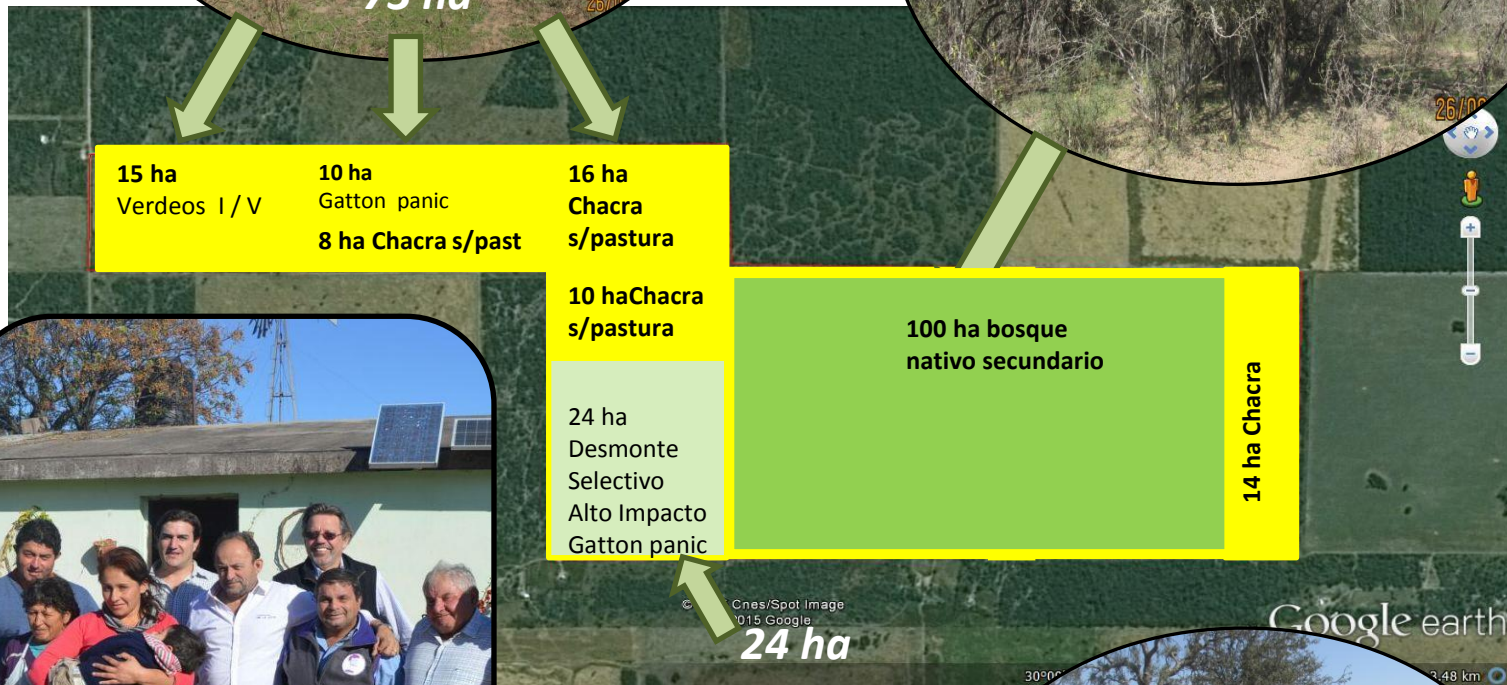 73 ha
15 ha
Verdeos I / V
10 ha
Gatton panic
8 ha Chacra s/past
16 ha
Chacra
s/pastura
10 haChacra
s/pastura
100 ha bosque
nativo secundario
14 ha Chacra
24 ha
Desmonte
Selectivo
Alto Impacto
Gatton panic
Cnes/Spot Image
2015 Google
24 ha
Google earth